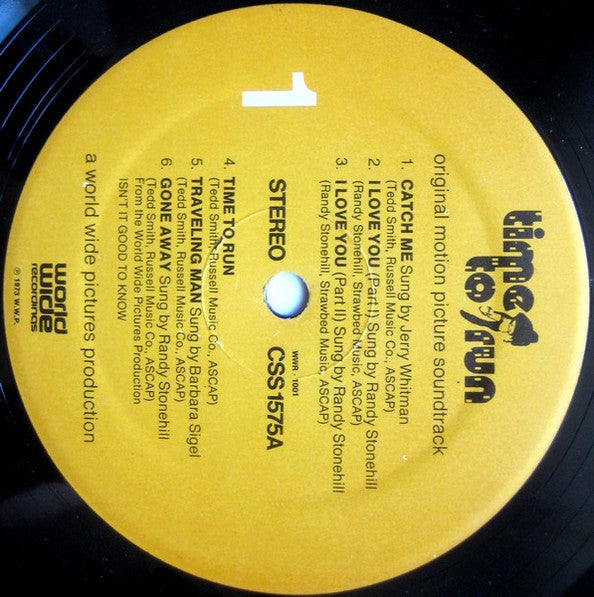 time to run
original motion picture soundtrack
1. CATCH ME Sung by Jerry Whitman
(Tedd Smith, Russell Music Co., ASCAP)
2. I LOVE YOU (Part I) Sung by Randy Stonehill
(Randy Stonehill, Strawbed Music, ASCAP)
3. I LOVE YOU (Part II) Sung by Randy Stonehill
(Randy Stonehill, Strawbed Music, ASCAP)
1
STEREO
WWR - 1001
CSS 1575A
4. TIME TO RUN
(Tedd Smith, Russell Music Co., ASCAP)
5. TRAVELING MAN Sung by Barbara Sigel
(Tedd Smith, Russell Music Co., ASCAP)
6. GONE AWAY Sung by Randy Stonehill
(Tedd Smith, Russell Music Co., ASCAP)
From the World Wide Pictures Production
ISN'T IT GOOD TO KNOW
a world wide pictures production
world
wide
recordings
℗ 1973 W.W.P.